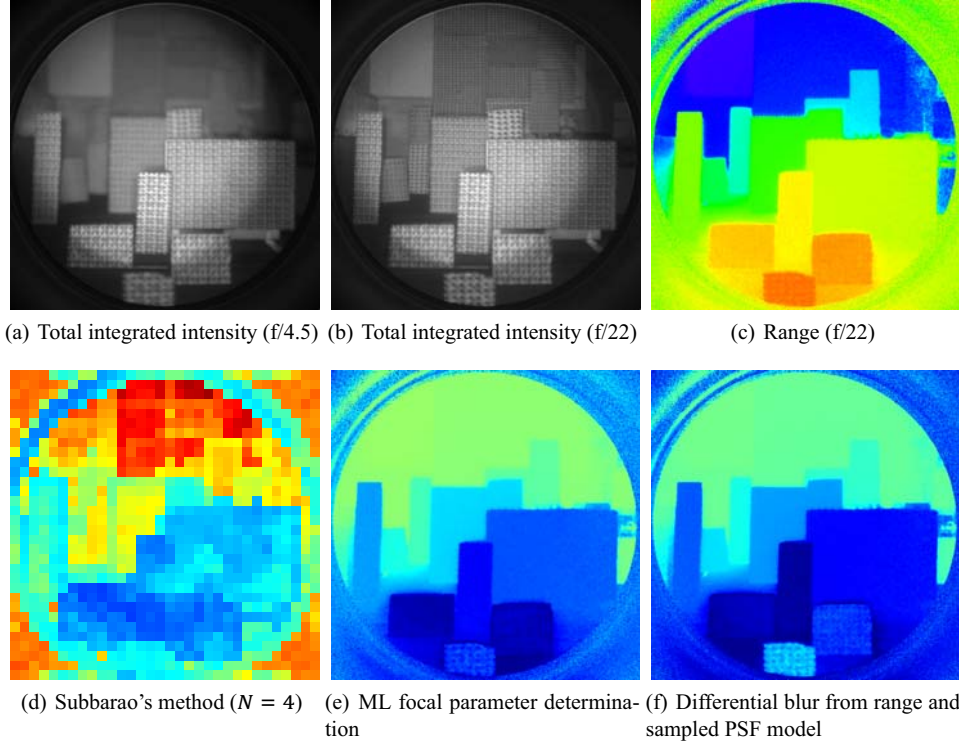 (a) Total integrated intensity (f/4.5)
(b) Total integrated intensity (f/22)
(c) Range (f/22)
(d) Subbarao's method (N = 4)
(e) ML focal parameter determina-
tion
(f) Differential blur from range and
sampled PSF model